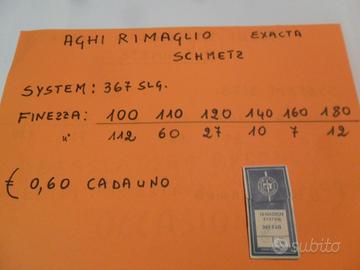 AGHI RIMAGLIO EXACTA
SCHMETZ
SYSTEM: 367 SLG.
FINEZZA: 100 110 120 140 160 180
n° 112 60 27 10 7 12
€ 0,60 CADAUNO
SYSTEM
subito